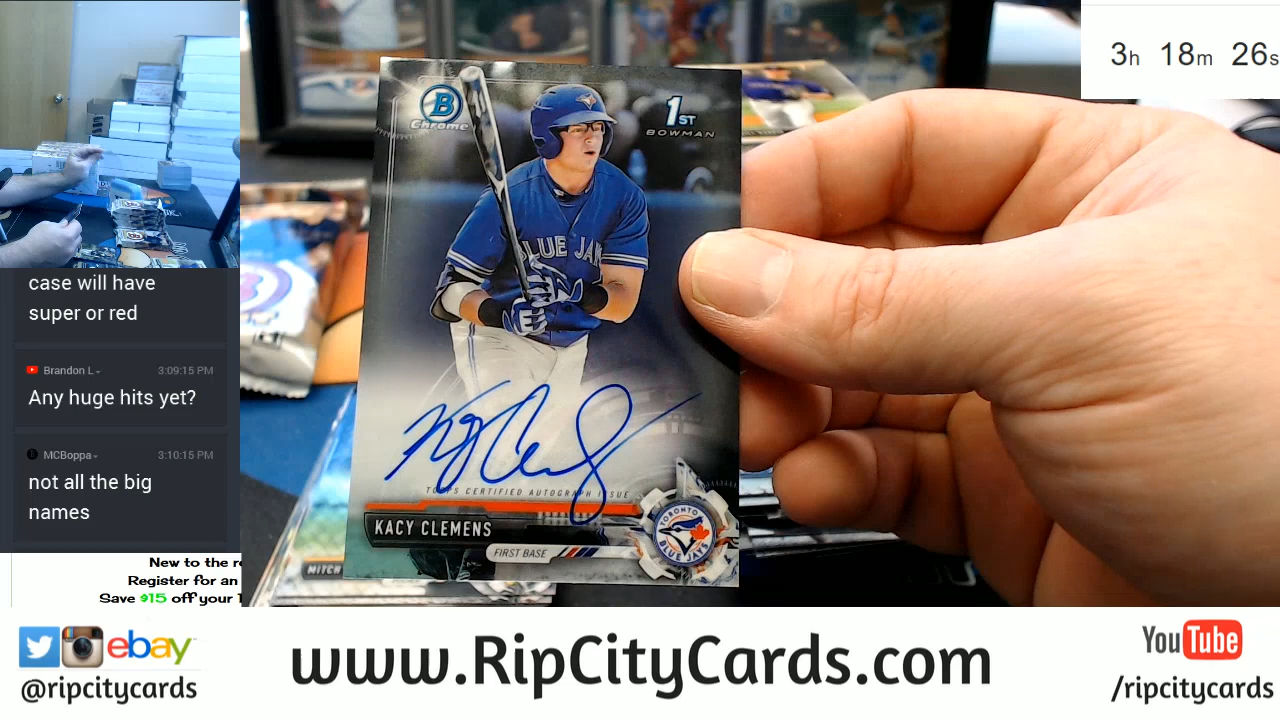 3h 18m 26s
B
Chrome
1ST
BOWMAN
BLUE JAY
case will have
super or red
Brandon L
3:09:15 PM
Any huge hits yet?
MCBoppa
3:10:15 PM
not all the big
names
TOPPS CERTIFIED AUTOGRAPH ISSUE
KACY CLEMENS
FIRST BASE
TORONTO
BLUE JAYS
MITCH
New to the r
Register for an
Save $15 off your
ebay
@ripcitycards
www.RipCityCards.com
YouTube
/ripcitycards